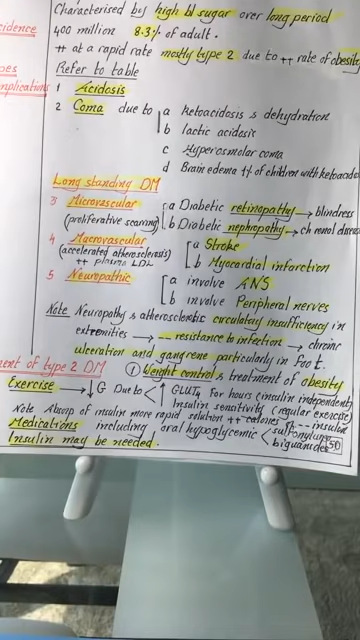 Characterised by high bl sugar over long period
idence 400 million 8.3% of adult.
↑↑ at a rapid rate mostly type 2 due to ↑↑ rate of obesity
pes Refer to table
mplications 1 Acidosis
2 Coma due to a ketoacidosis & dehydration
b lactic acidosis
c Hyperosmolar coma
d Brain edema of children with ketoacido
Long standing DM
3 Microvascular a Diabetic retinopathy → blindness
(proliferative scarring) b Diabetic nephropathy → ch renal diseas
4 Macrovascular a Stroke
(accelerated atherosclerosis) b Myocardial infarction
↑↑ plasma LDL
5 Neuropathic a involve ANS
b involve Peripheral nerves
Note Neuropathy & atherosclerotic circulatory insufficiency in
extremities → -- resistance to infection → chronic
ulceration and gangrene particularly in foot.
ment of type 2 DM ① Weight control & treatment of obesity
Exercise → ↓ G Due to < ↑ GLUT4 For hours (insulin independent)
Insulin sensitivity (regular exercise)
Note Absorp of insulin more rapid solution ++ calories --- insulin
Medications including oral hypoglycemic < sulfonylurea
biguanides
Insulin may be needed. 50